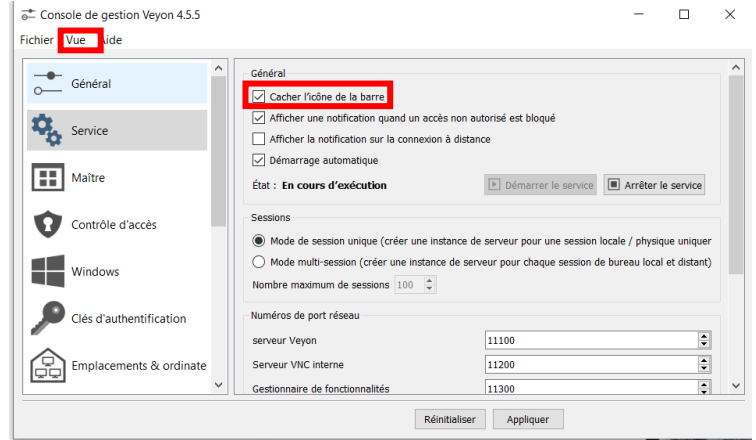 Console de gestion Veyon 4.5.5
Fichier Vue Aide
Général
Service
Maître
Contrôle d'accès
Windows
Clés d'authentification
Emplacements & ordinate
Général
Cacher l'icône de la barre
Afficher une notification quand un accès non autorisé est bloqué
Afficher la notification sur la connexion à distance
Démarrage automatique
État : En cours d'exécution
Démarrer le service
Arrêter le service
Sessions
Mode de session unique (créer une instance de serveur pour une session locale / physique uniquer
Mode multi-session (créer une instance de serveur pour chaque session de bureau local et distant)
Nombre maximum de sessions 100
Numéros de port réseau
serveur Veyon 11100
Serveur VNC interne 11200
Gestionnaire de fonctionnalités 11300
Réinitialiser Appliquer